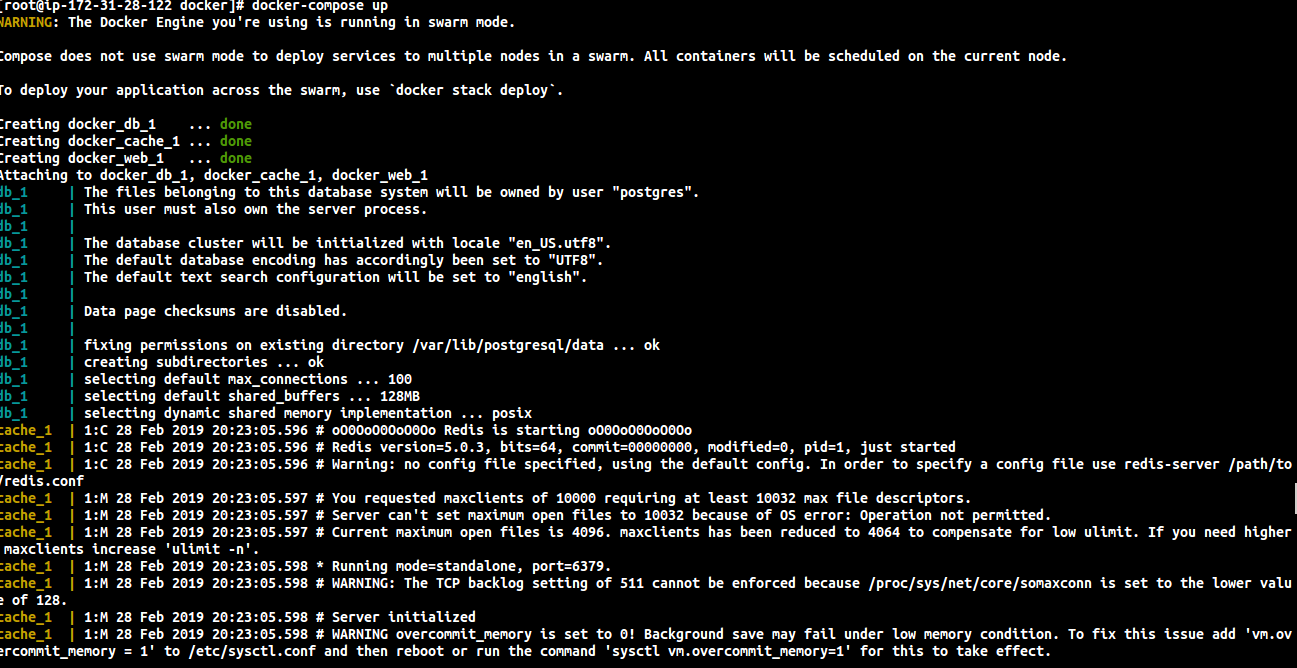 [root@ip-172-31-28-122 docker]# docker-compose up
WARNING: The Docker Engine you're using is running in swarm mode.
Compose does not use swarm mode to deploy services to multiple nodes in a swarm. All containers will be scheduled on the current node.
To deploy your application across the swarm, use `docker stack deploy`.
Creating docker_db_1    ... done
Creating docker_cache_1 ... done
Creating docker_web_1   ... done
Attaching to docker_db_1, docker_cache_1, docker_web_1
db_1     | The files belonging to this database system will be owned by user "postgres".
db_1     | This user must also own the server process.
db_1     |
db_1     | The database cluster will be initialized with locale "en_US.utf8".
db_1     | The default database encoding has accordingly been set to "UTF8".
db_1     | The default text search configuration will be set to "english".
db_1     |
db_1     | Data page checksums are disabled.
db_1     |
db_1     | fixing permissions on existing directory /var/lib/postgresql/data ... ok
db_1     | creating subdirectories ... ok
db_1     | selecting default max_connections ... 100
db_1     | selecting default shared_buffers ... 128MB
db_1     | selecting dynamic shared memory implementation ... posix
cache_1  | 1:C 28 Feb 2019 20:23:05.596 # oO0OoO0OoO0Oo Redis is starting oO0OoO0OoO0Oo
cache_1  | 1:C 28 Feb 2019 20:23:05.596 # Redis version=5.0.3, bits=64, commit=00000000, modified=0, pid=1, just started
cache_1  | 1:C 28 Feb 2019 20:23:05.596 # Warning: no config file specified, using the default config. In order to specify a config file use redis-server /path/to
/redis.conf
cache_1  | 1:M 28 Feb 2019 20:23:05.597 # You requested maxclients of 10000 requiring at least 10032 max file descriptors.
cache_1  | 1:M 28 Feb 2019 20:23:05.597 # Server can't set maximum open files to 10032 because of OS error: Operation not permitted.
cache_1  | 1:M 28 Feb 2019 20:23:05.597 # Current maximum open files is 4096. maxclients has been reduced to 4064 to compensate for low ulimit. If you need higher
 maxclients increase 'ulimit -n'.
cache_1  | 1:M 28 Feb 2019 20:23:05.598 * Running mode=standalone, port=6379.
cache_1  | 1:M 28 Feb 2019 20:23:05.598 # WARNING: The TCP backlog setting of 511 cannot be enforced because /proc/sys/net/core/somaxconn is set to the lower valu
e of 128.
cache_1  | 1:M 28 Feb 2019 20:23:05.598 # Server initialized
cache_1  | 1:M 28 Feb 2019 20:23:05.598 # WARNING overcommit_memory is set to 0! Background save may fail under low memory condition. To fix this issue add 'vm.ov
ercommit_memory = 1' to /etc/sysctl.conf and then reboot or run the command 'sysctl vm.overcommit_memory=1' for this to take effect.